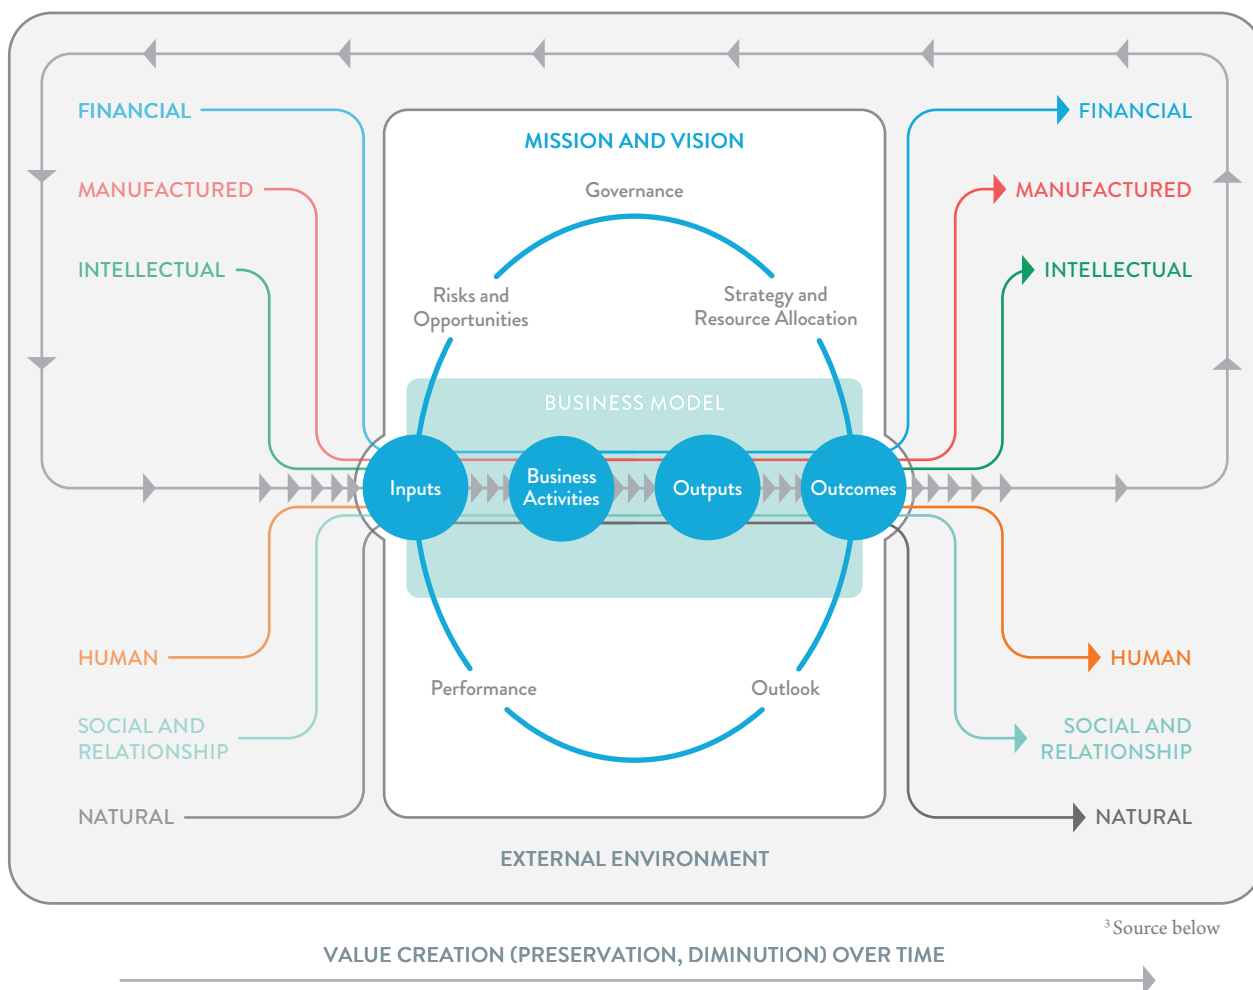 FINANCIAL
MANUFACTURED
INTELLECTUAL
HUMAN
SOCIAL AND
RELATIONSHIP
NATURAL
MISSION AND VISION
Governance
Risks and
Opportunities
Strategy and
Resource Allocation
BUSINESS MODEL
Inputs
Business
Activities
Outputs
Outcomes
Performance
Outlook
FINANCIAL
MANUFACTURED
INTELLECTUAL
HUMAN
SOCIAL AND
RELATIONSHIP
NATURAL
EXTERNAL ENVIRONMENT
³ Source below
VALUE CREATION (PRESERVATION, DIMINUTION) OVER TIME